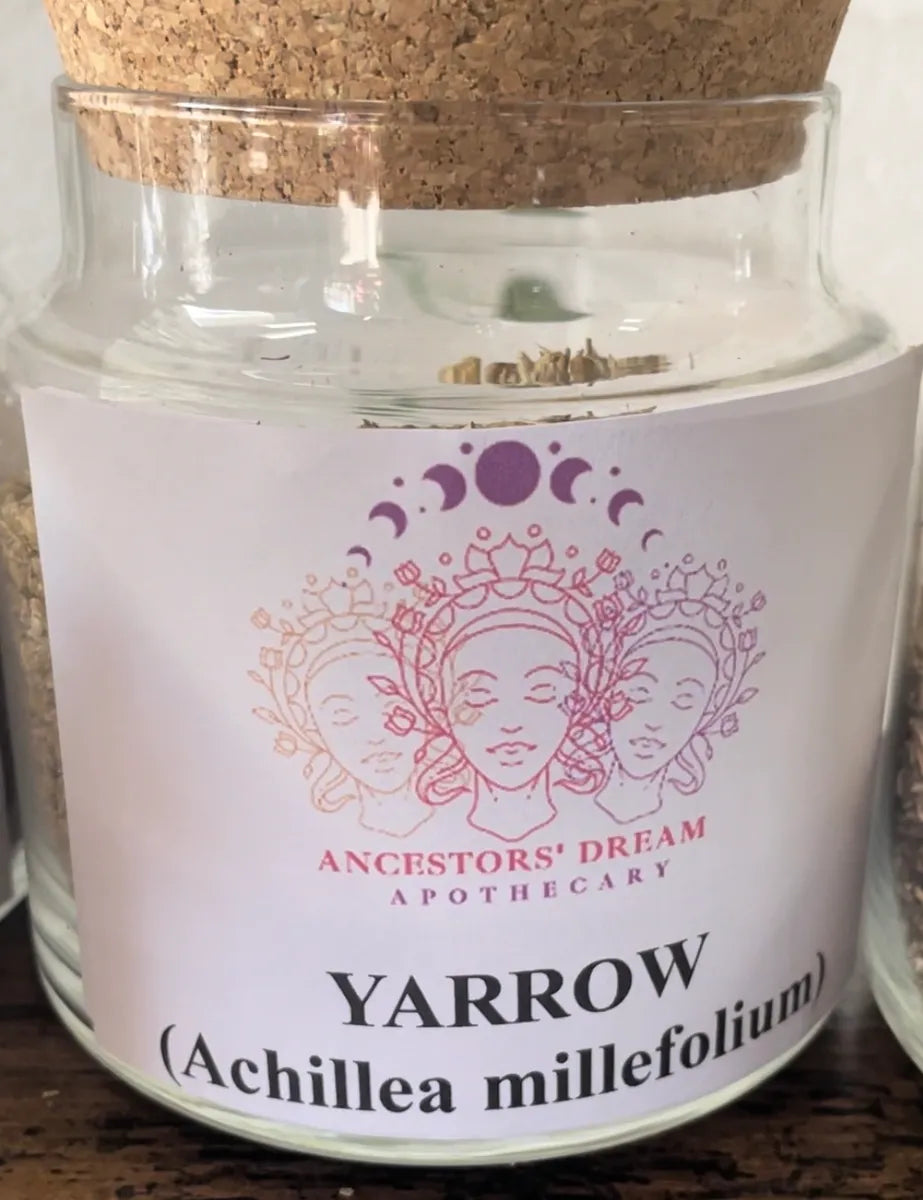 ANCESTORS' DREAM
APOTHECARY
YARROW
(Achillea millefolium)